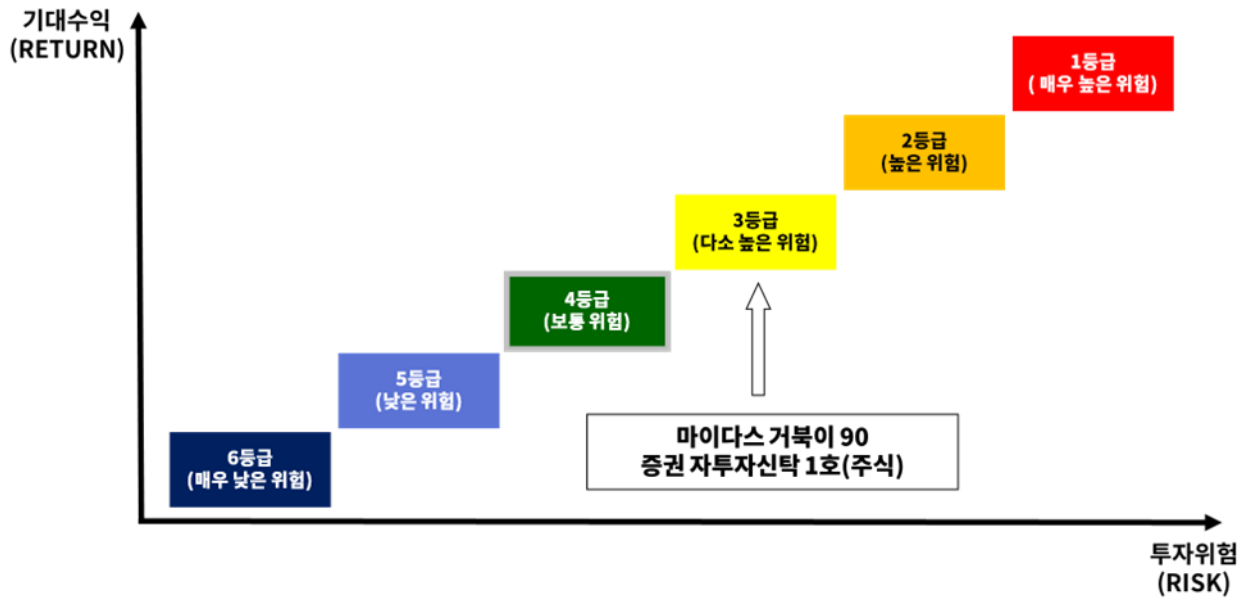 기대수익
(RETURN)
1등급
( 매우 높은 위험)
2등급
(높은 위험)
3등급
(다소 높은 위험)
4등급
(보통 위험)
5등급
(낮은 위험)
6등급
(매우 낮은 위험)
마이다스 거북이 90
증권 자투자신탁 1호(주식)
투자위험
(RISK)